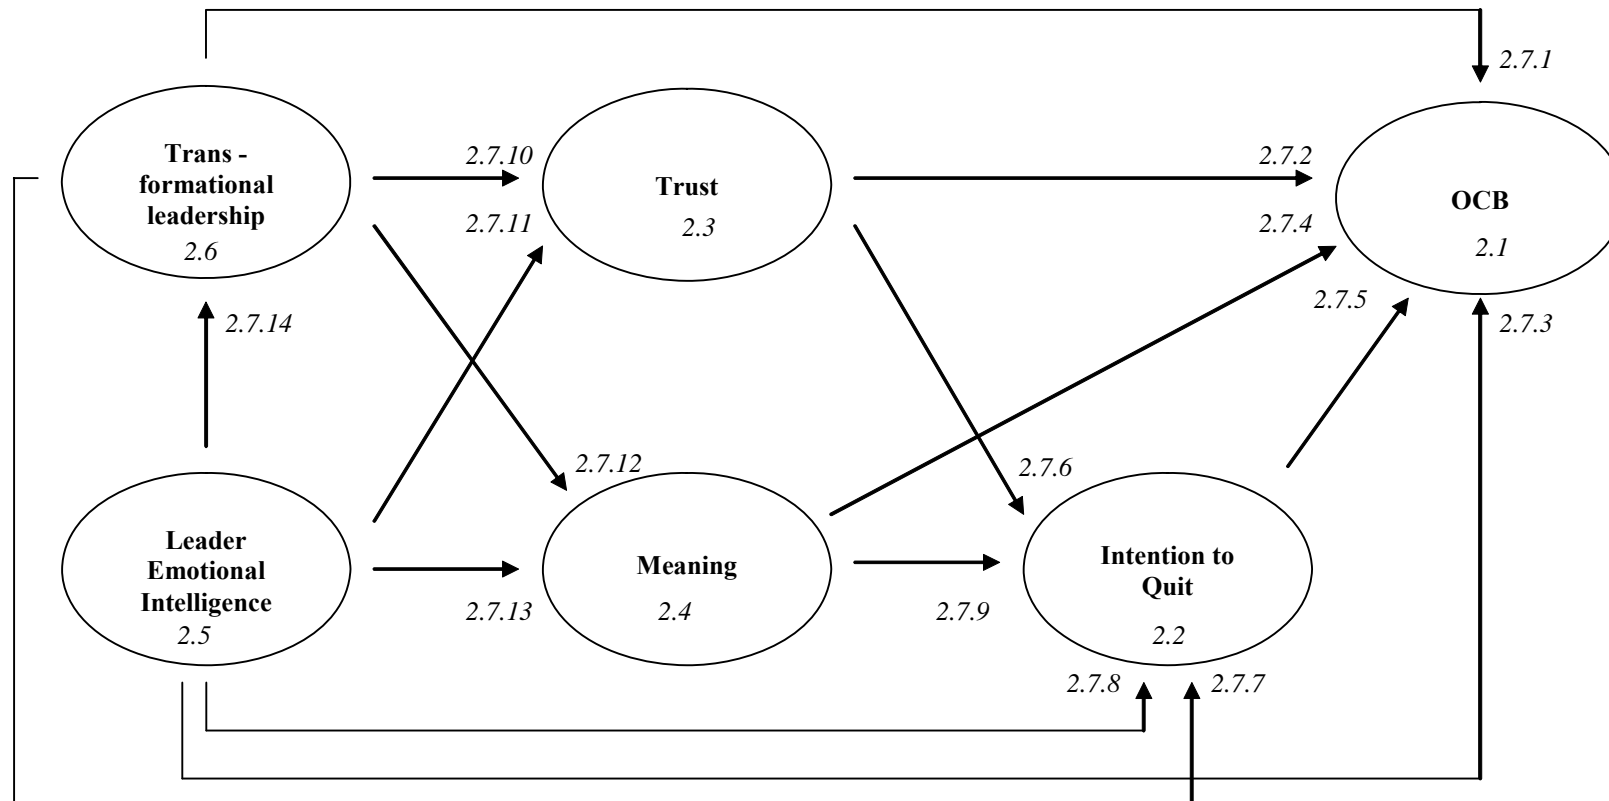 2.7.1
Trans -
formational
leadership
2.6
2.7.10
2.7.11
Trust
2.3
2.7.2
2.7.4
OCB
2.1
2.7.5
2.7.3
2.7.14
2.7.12
2.7.6
Leader
Emotional
Intelligence
2.5
2.7.13
Meaning
2.4
2.7.9
Intention to
Quit
2.2
2.7.8
2.7.7